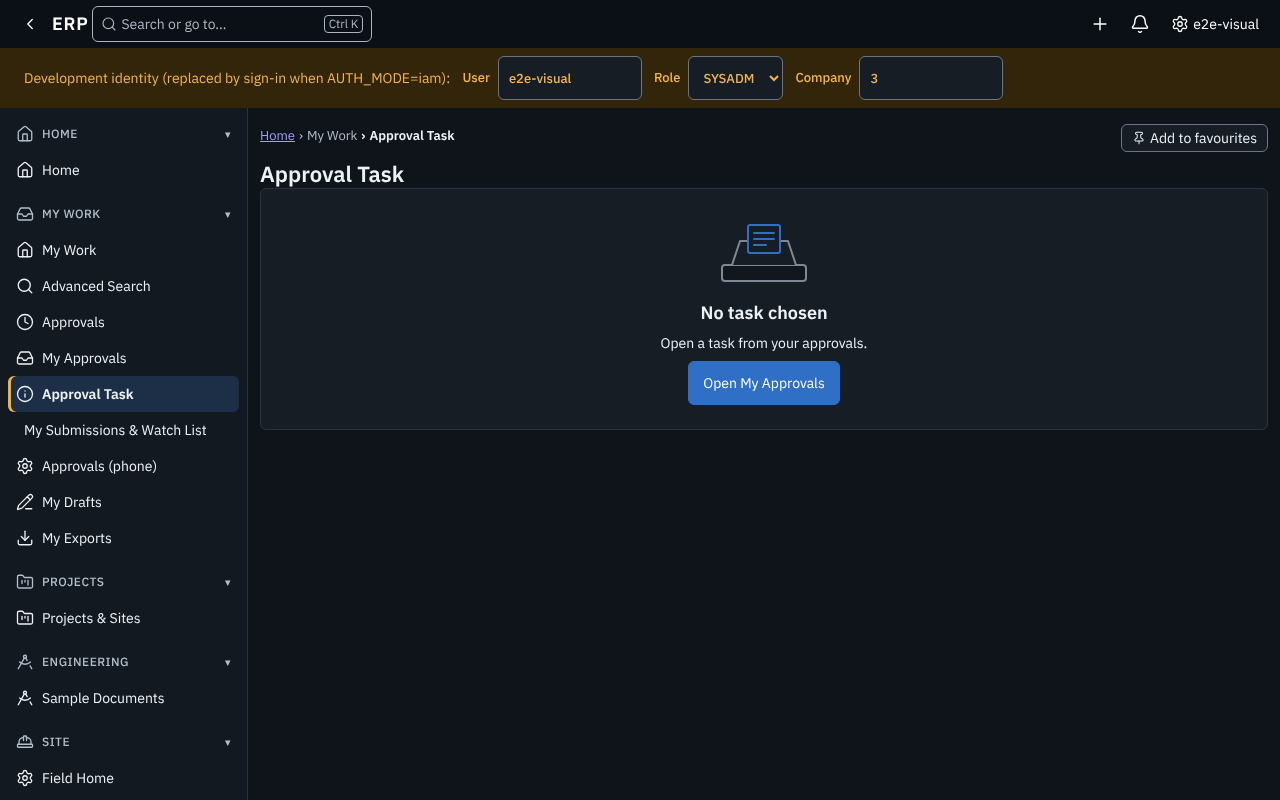 ERP
Search or go to...
Ctrl K
e2e-visual
Development identity (replaced by sign-in when AUTH_MODE=iam):
User
e2e-visual
Role
SYSADM
Company
3
HOME
Home
MY WORK
My Work
Advanced Search
Approvals
My Approvals
Approval Task
My Submissions & Watch List
Approvals (phone)
My Drafts
My Exports
PROJECTS
Projects & Sites
ENGINEERING
Sample Documents
SITE
Field Home
Home › My Work › Approval Task
Add to favourites
Approval Task
No task chosen
Open a task from your approvals.
Open My Approvals